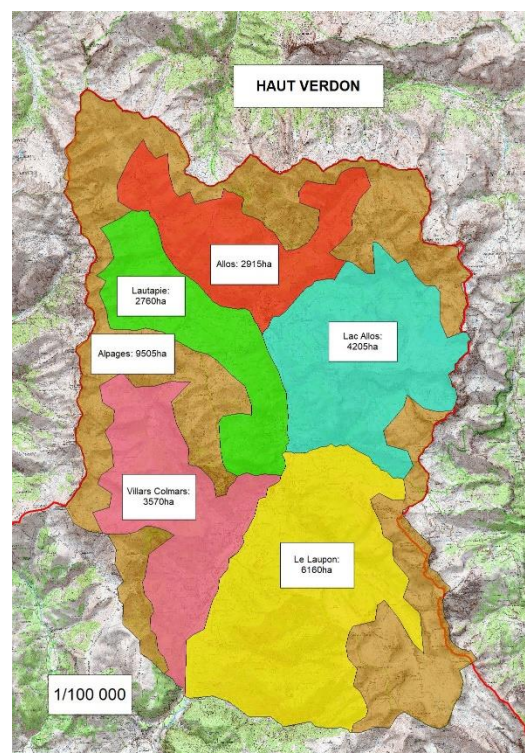 HAUT VERDON
Allos: 2915ha
Lautapie:
2760ha
Lac Allos:
4205ha
Alpages: 9505ha
Villars Colmars:
3570ha
Le Laupon:
6160ha
1/100 000